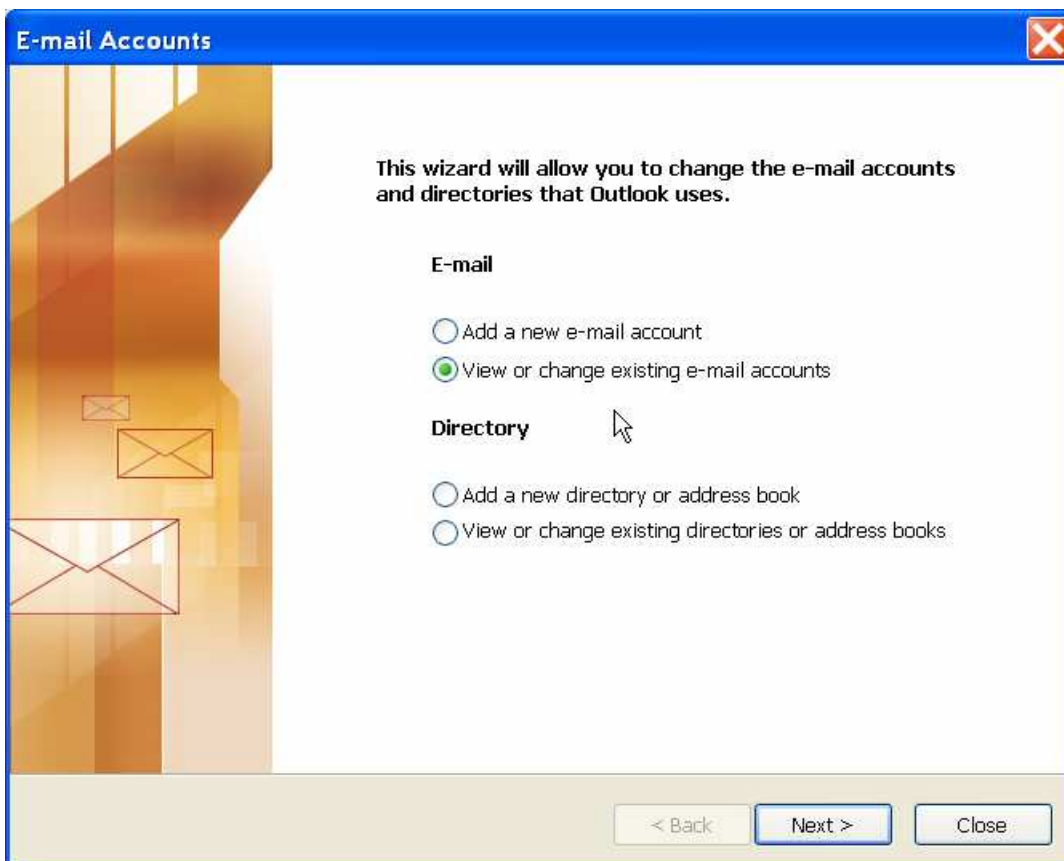 E-mail Accounts
This wizard will allow you to change the e-mail accounts
and directories that Outlook uses.
E-mail
Add a new e-mail account
View or change existing e-mail accounts
Directory
Add a new directory or address book
View or change existing directories or address books
< Back
Next >
Close